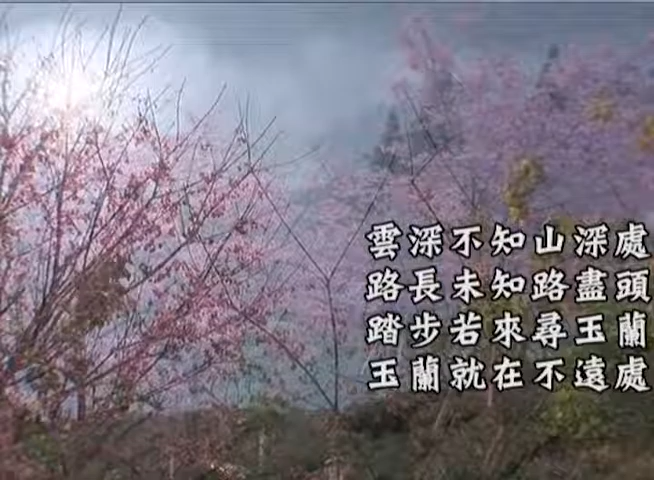 雲深不知山深處
路長未知路盡頭
踏步若來尋玉蘭
玉蘭就在不遠處